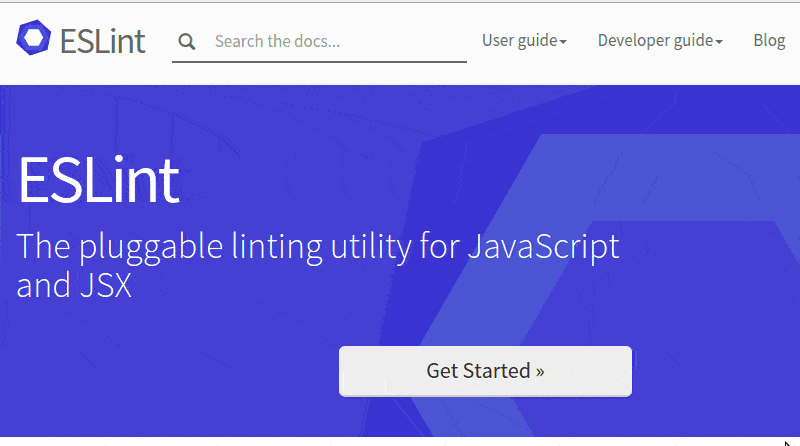 ESLint
Search the docs...
User guide
Developer guide
Blog
ESLint
The pluggable linting utility for JavaScript
and JSX
Get Started »